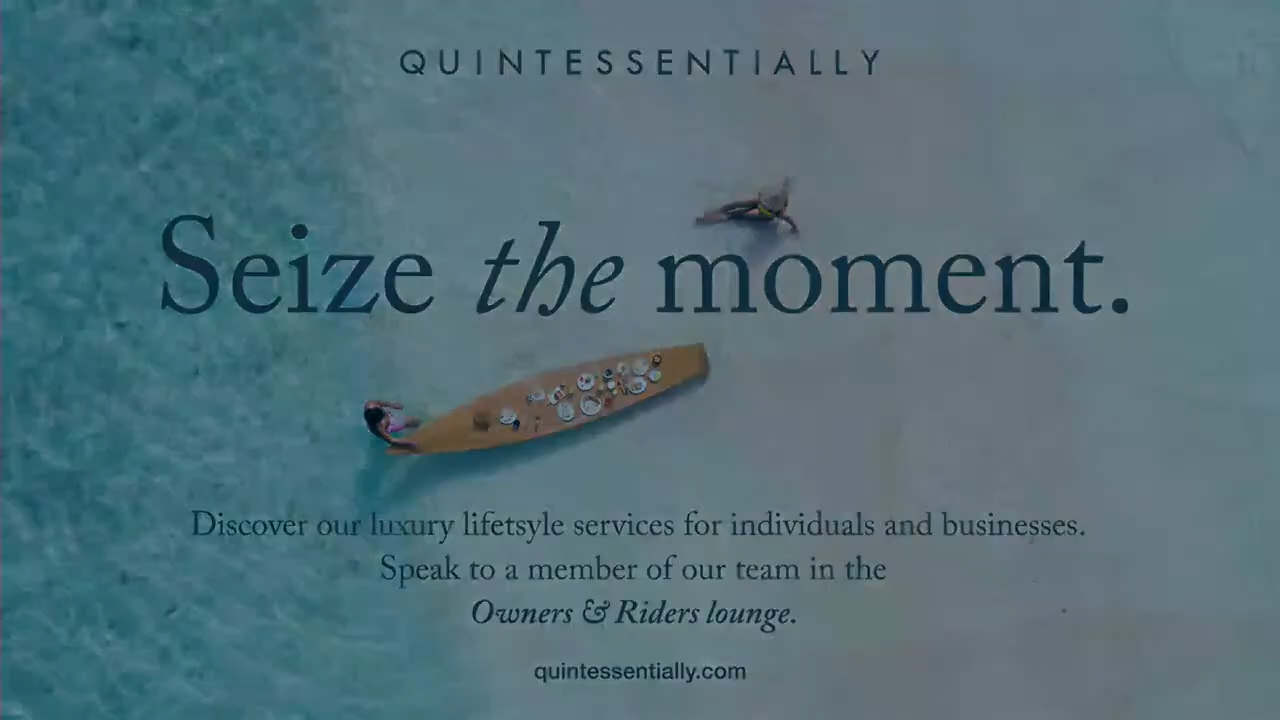 QUINTESSENTIALLY
Seize the moment.
Discover our luxury lifetsyle services for individuals and businesses.
Speak to a member of our team in the
Owners & Riders lounge.
quintessentially.com